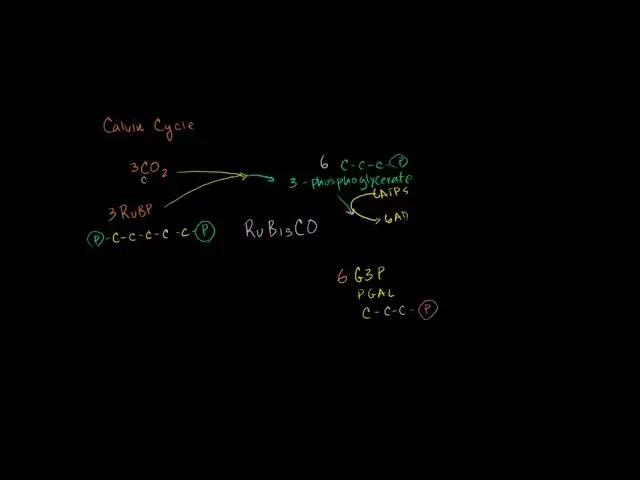 Calvin Cycle
6 C-C-C-P
3CO2
C
3-phosphoglycerate
6ATPS
3 RuBP
6AD
P-C-C-C-C-C-P
RuBisCO
6 G3P
PGAL
C-C-C-P